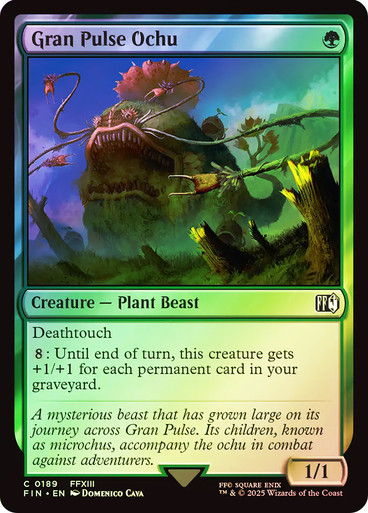 Gran Pulse Ochu
Creature — Plant Beast
Deathtouch
8: Until end of turn, this creature gets
+1/+1 for each permanent card in your
graveyard.
A mysterious beast that has grown large on its
journey across Gran Pulse. Its children, known
as microchus, accompany the ochu in combat
against adventurers.
1/1
C 0189 FFXIII
FIN • EN Domenico Cava
FF© SQUARE ENIX
™ & © 2025 Wizards of the Coast